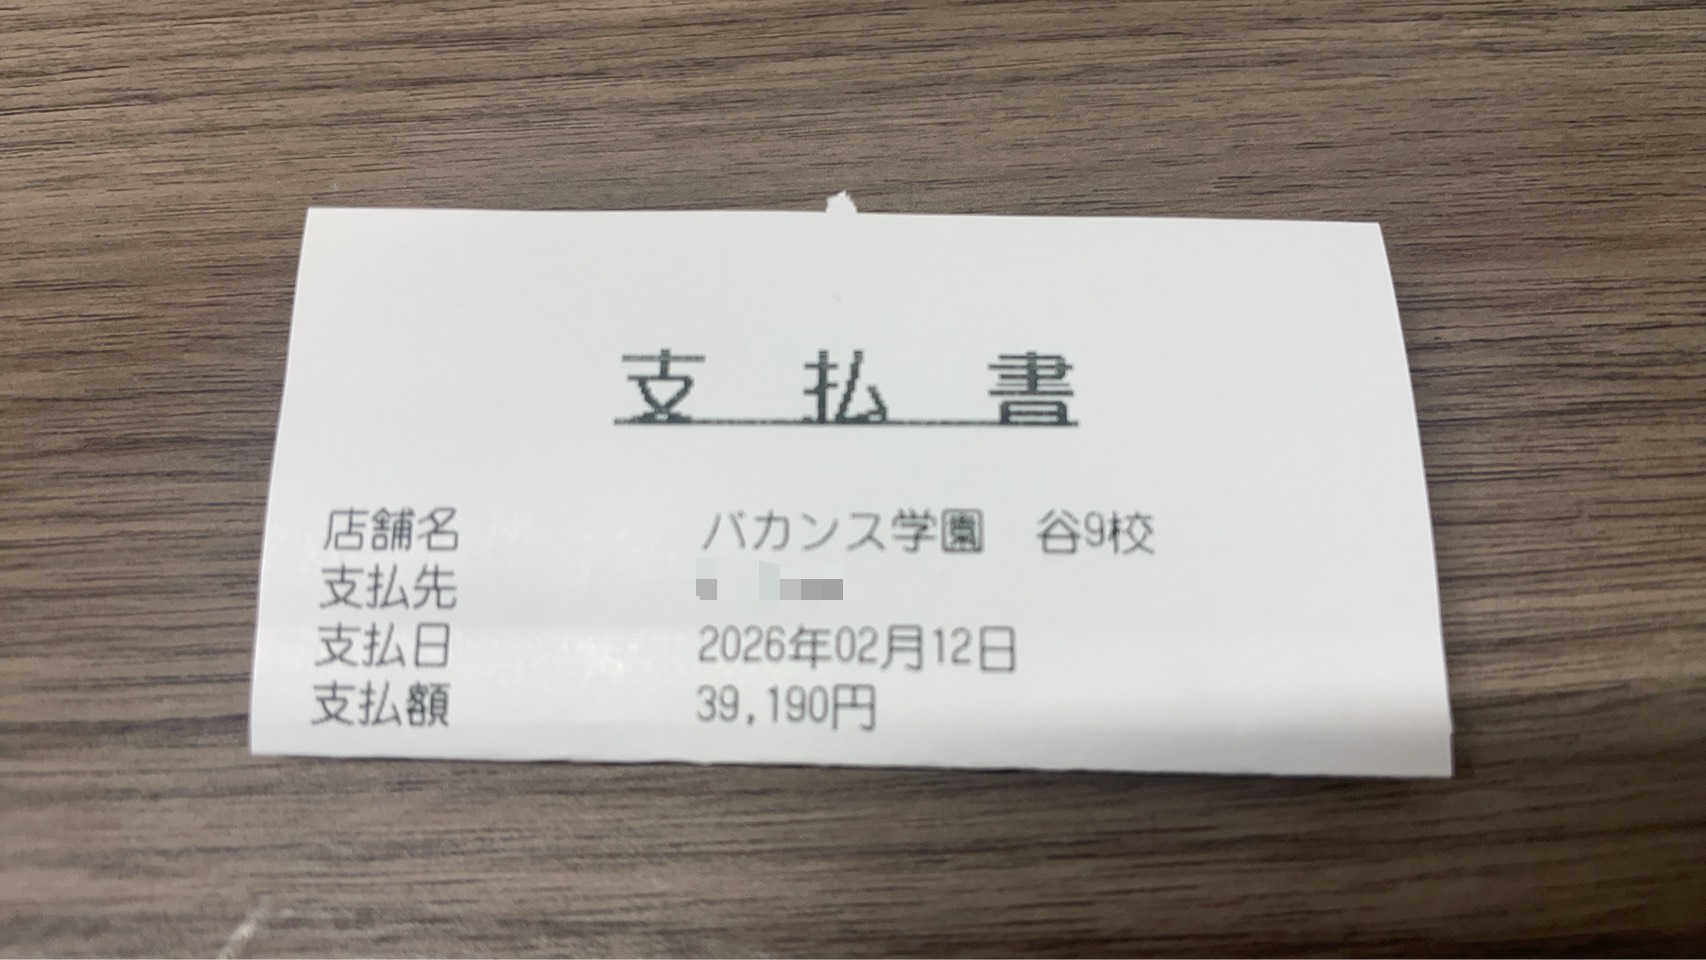 支払書
店舗名 バカンス学園 谷9校
支払先
支払日 2026年02月12日
支払額 39,190円